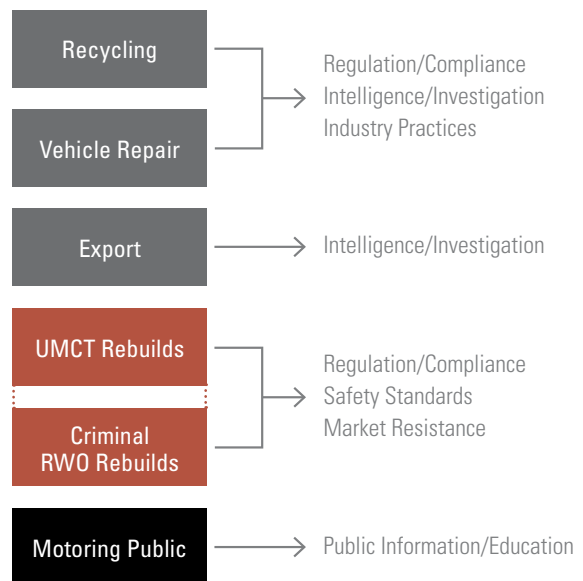 Recycling
Vehicle Repair
Regulation/Compliance
Intelligence/Investigation
Industry Practices
Export
Intelligence/Investigation
UMCT Rebuilds
Criminal
RWO Rebuilds
Regulation/Compliance
Safety Standards
Market Resistance
Motoring Public
Public Information/Education